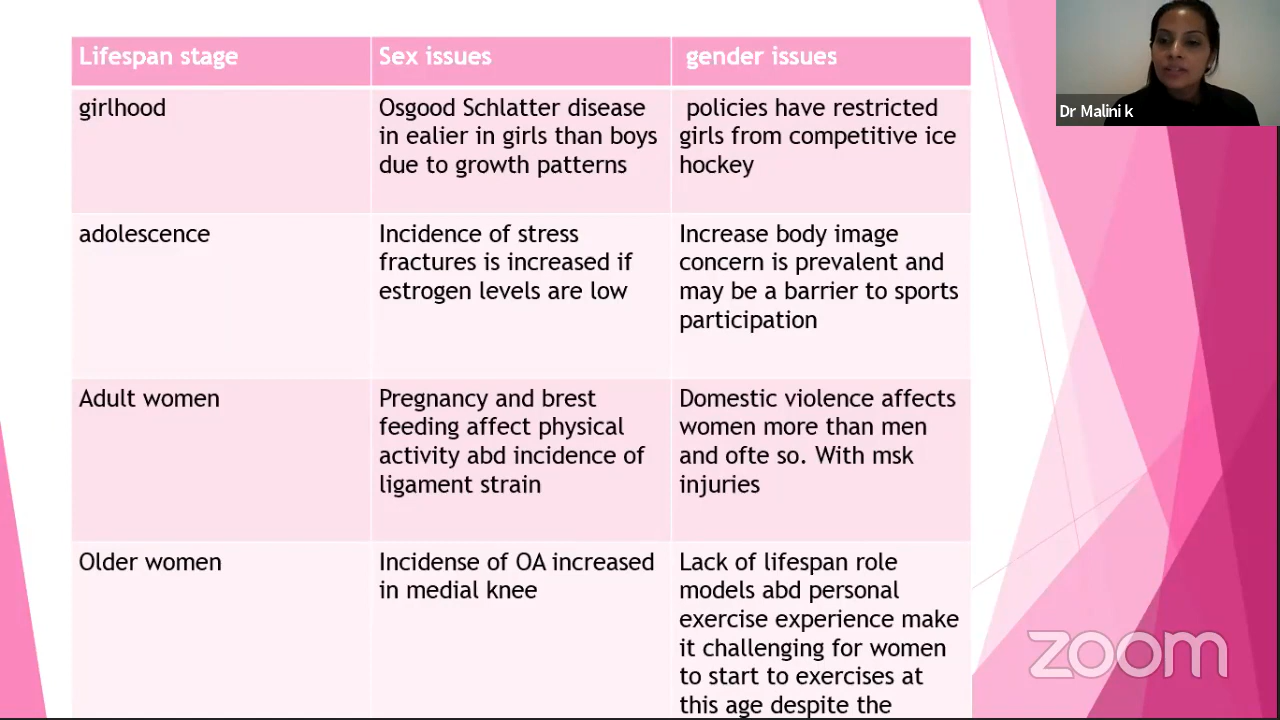 Lifespan stage
Sex issues
gender issues
girlhood
Osgood Schlatter disease
in ealier in girls than boys
due to growth patterns
policies have restricted
girls from competitive ice
hockey
adolescence
Incidence of stress
fractures is increased if
estrogen levels are low
Increase body image
concern is prevalent and
may be a barrier to sports
participation
Adult women
Pregnancy and brest
feeding affect physical
activity abd incidence of
ligament strain
Domestic violence affects
women more than men
and ofte so. With msk
injuries
Older women
Incidense of OA increased
in medial knee
Lack of lifespan role
models abd personal
exercise experience make
it challenging for women
to start to exercises at
this age despite the
Dr Malini k
zoom